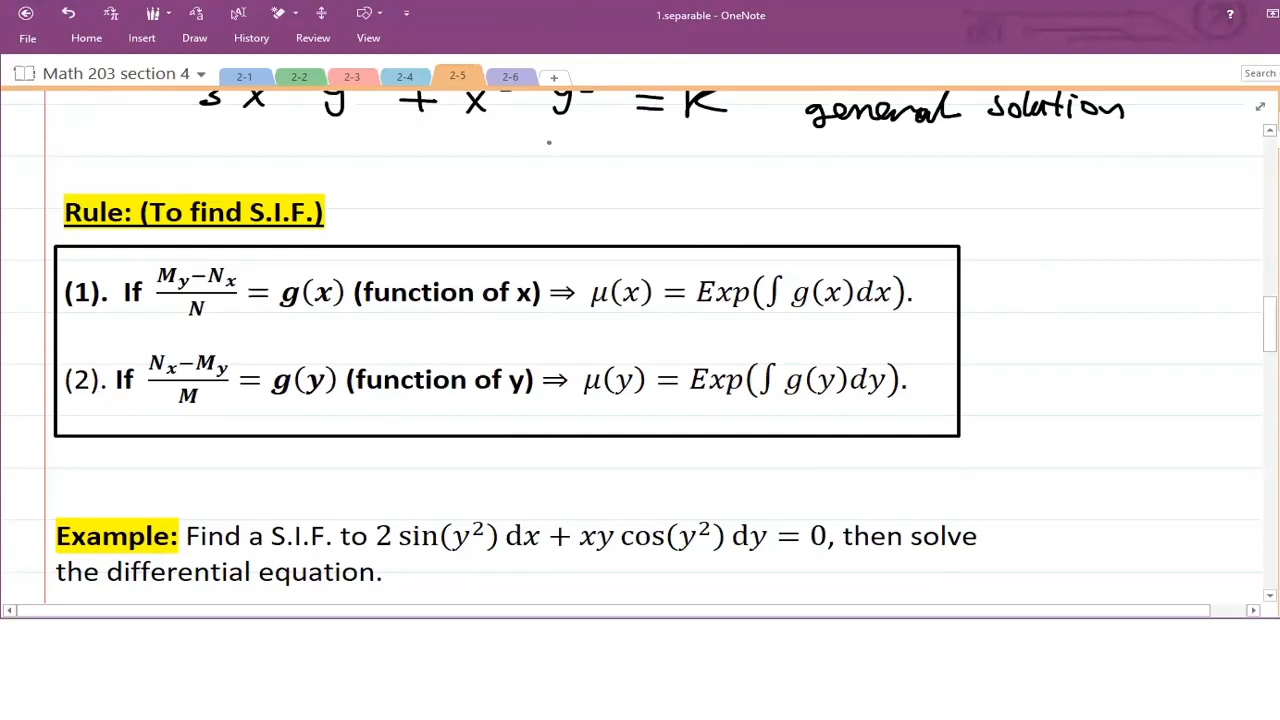 1.separable - OneNote
?
File Home Insert Draw History Review View
Math 203 section 4 2-1 2-2 2-3 2-4 2-5 2-6 + Search
= K general solution
Rule: (To find S.I.F.)
(1). If (M_y−N_x)/N = g(x) (function of x) ⇒ μ(x) = Exp(∫ g(x)dx).
(2). If (N_x−M_y)/M = g(y) (function of y) ⇒ μ(y) = Exp(∫ g(y)dy).
Example: Find a S.I.F. to 2 sin(y²) dx + xy cos(y²) dy = 0, then solve
the differential equation.